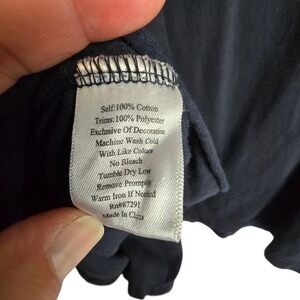 Self:100% Cotton
Trims:100% Polyester
Exclusive Of Decoration
Machine Wash Cold
With Like Colors
No Bleach
Tumble Dry Low
Remove Promptly
Warm Iron If Needed
Rn#87291
Made In China